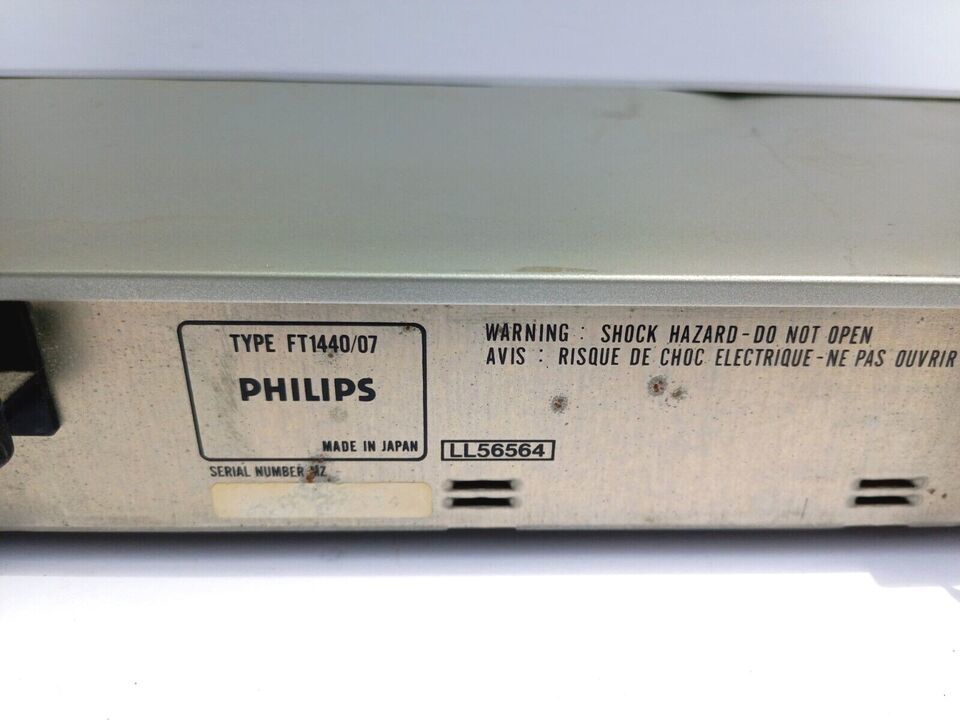 TYPE FT1440/07
PHILIPS
MADE IN JAPAN
SERIAL NUMBER MZ
WARNING : SHOCK HAZARD-DO NOT OPEN
AVIS : RISQUE DE CHOC ELECTRIQUE-NE PAS OUVRIR
LL56564